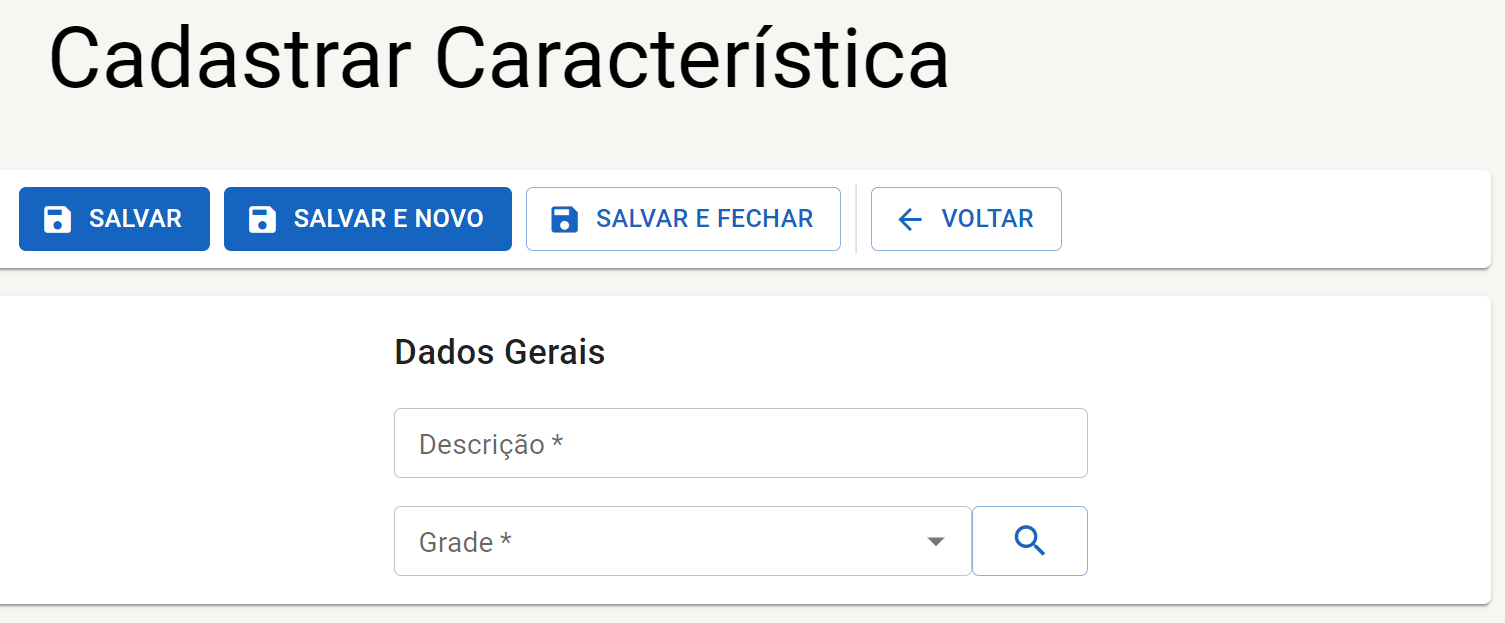 Cadastrar Característica
SALVAR SALVAR E NOVO SALVAR E FECHAR VOLTAR
Dados Gerais
Descrição *
Grade *